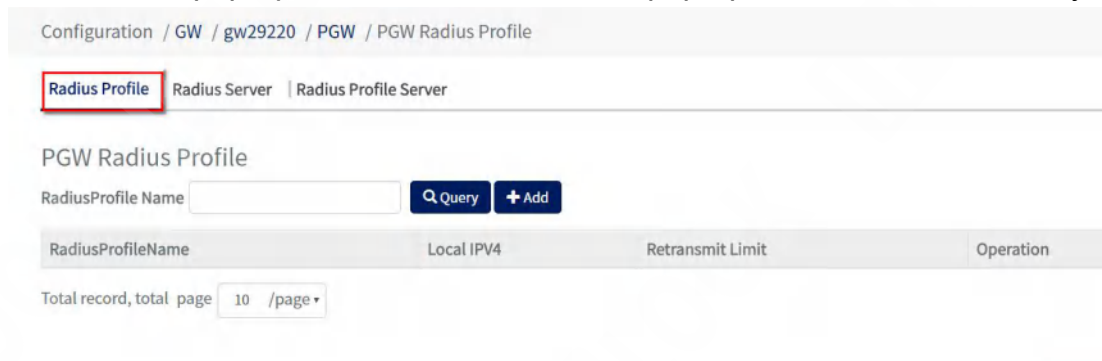 Configuration / GW / gw29220 / PGW / PGW Radius Profile
Radius Profile Radius Server | Radius Profile Server
PGW Radius Profile
RadiusProfile Name Query + Add
RadiusProfileName Local IPV4 Retransmit Limit Operation
Total record, total page 10 /page